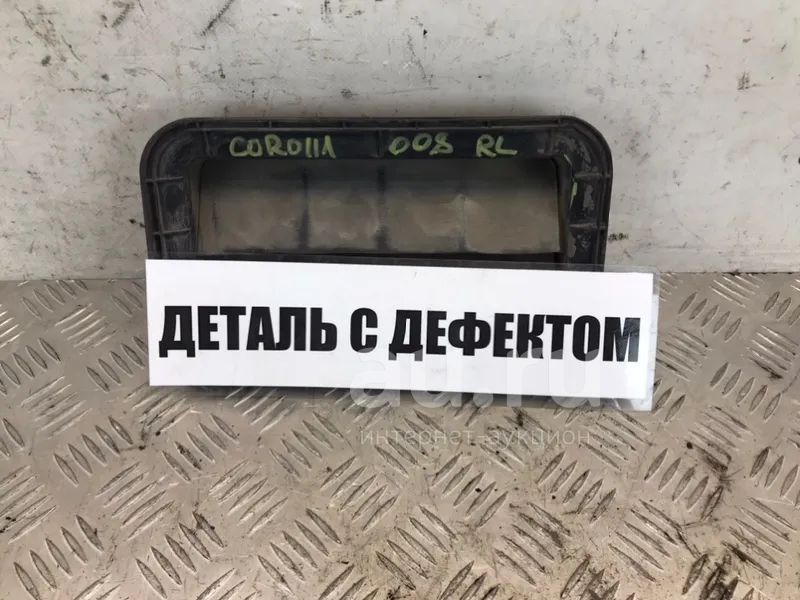 COROllA 008 RL
ДЕТАЛЬ С ДЕФЕКТОМ
au.ru
интернет-аукцион